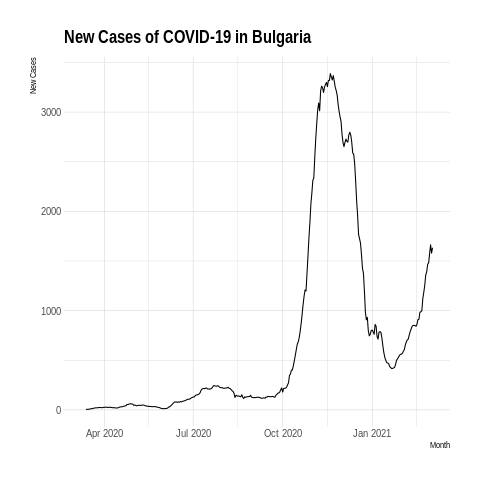 New Cases of COVID-19 in Bulgaria
New Cases
3000
2000
1000
0
Apr 2020
Jul 2020
Oct 2020
Jan 2021
Month